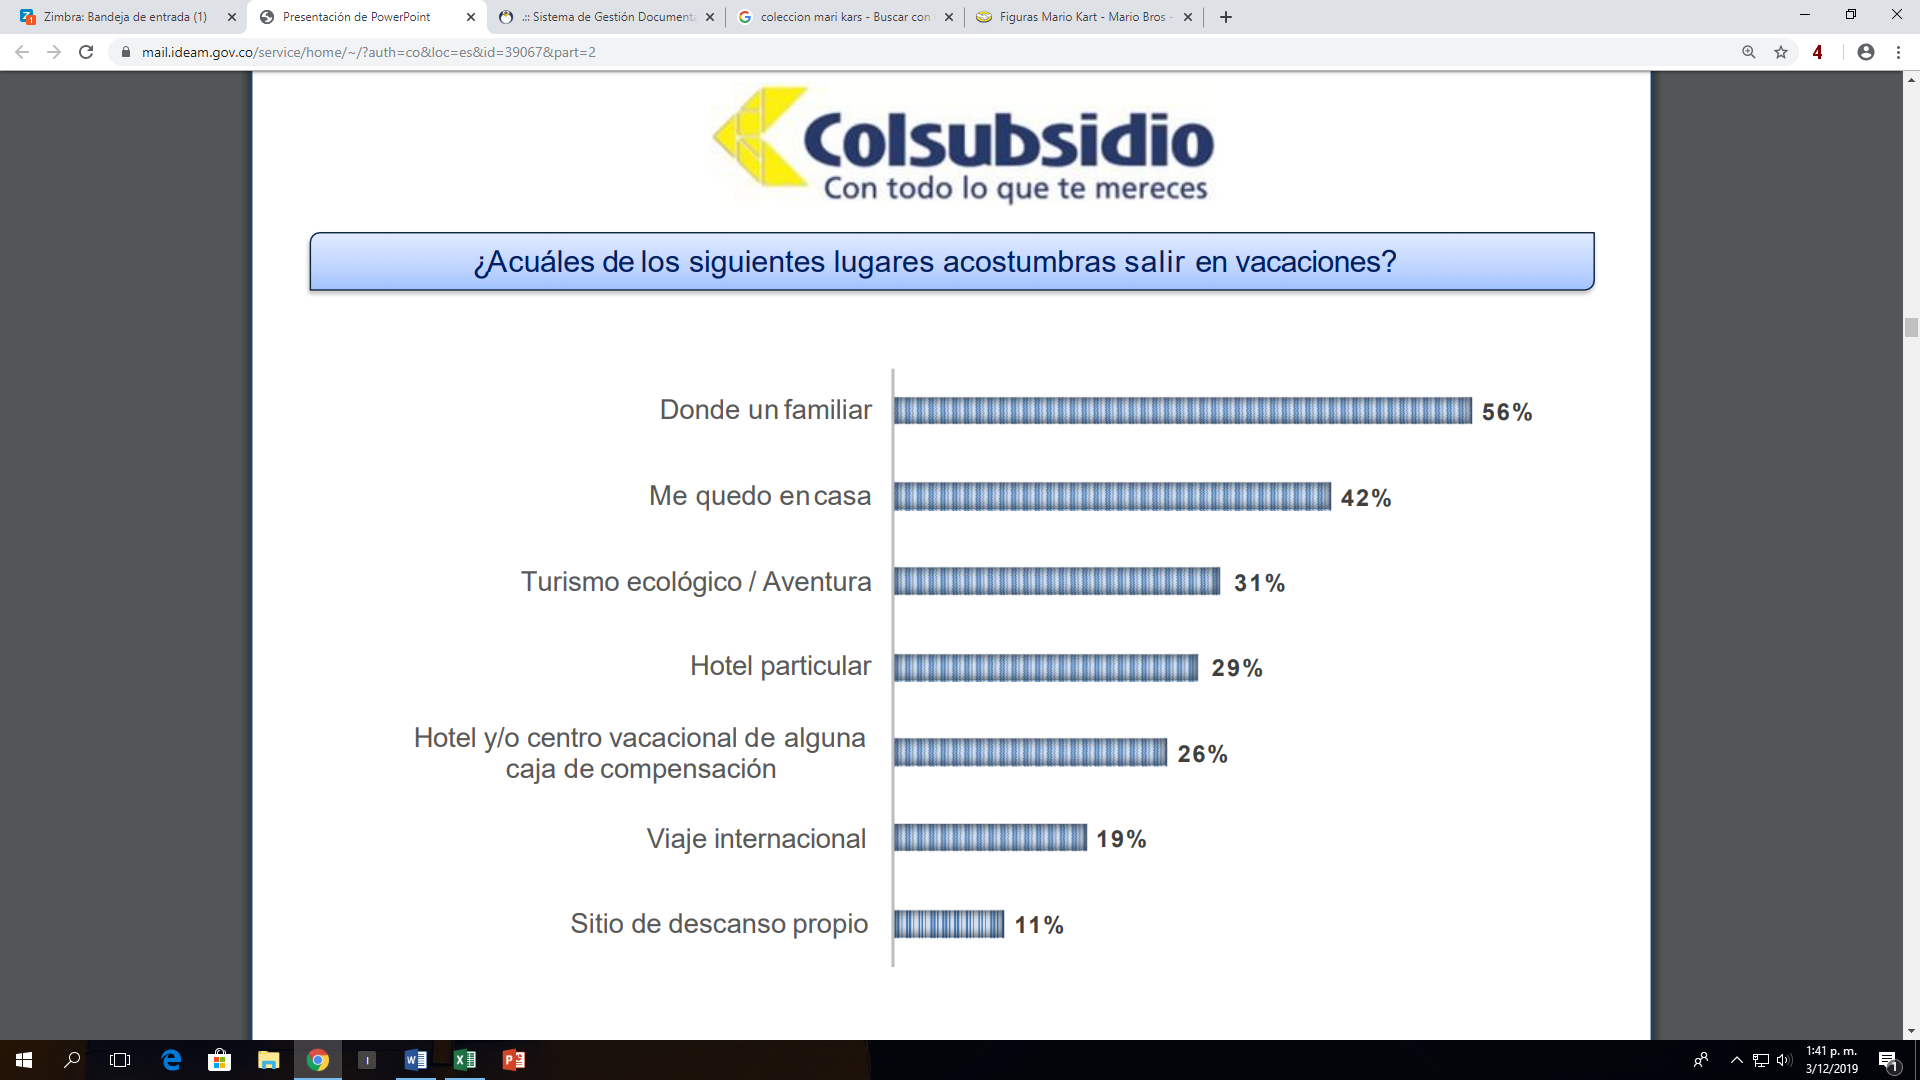 Zimbra: Bandeja de entrada (1)
Presentación de PowerPoint
.:: Sistema de Gestión Documenta
coleccion mari kars - Buscar con
Figuras Mario Kart - Mario Bros -
mail.ideam.gov.co/service/home/~/?auth=co&loc=es&id=39067&part=2
4
Colsubsidio
Con todo lo que te mereces
¿Acuáles de los siguientes lugares acostumbras salir en vacaciones?
Donde un familiar 56%
Me quedo en casa 42%
Turismo ecológico / Aventura 31%
Hotel particular 29%
Hotel y/o centro vacacional de alguna
caja de compensación 26%
Viaje internacional 19%
Sitio de descanso propio 11%
1:41 p. m.
3/12/2019
1